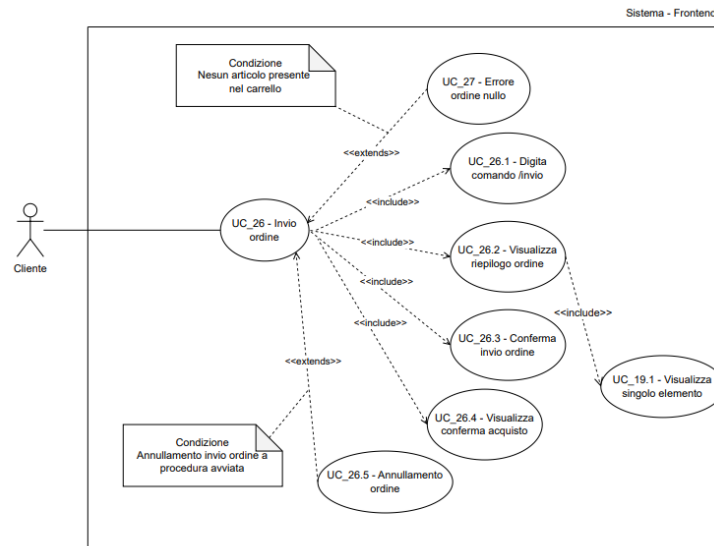 Sistema - Frontend
Condizione
Nessun articolo presente
nel carrello
UC_27 - Errore
ordine nullo
<<extends>>
UC_26.1 - Digita
comando /invio
<<include>>
UC_26 - Invio
ordine
Cliente
UC_26.2 - Visualizza
riepilogo ordine
<<include>>
<<include>>
<<include>>
UC_26.3 - Conferma
invio ordine
<<include>>
<<extends>>
UC_19.1 - Visualizza
singolo elemento
UC_26.4 - Visualizza
conferma acquisto
Condizione
Annullamento invio ordine a
procedura avviata
UC_26.5 - Annullamento
ordine